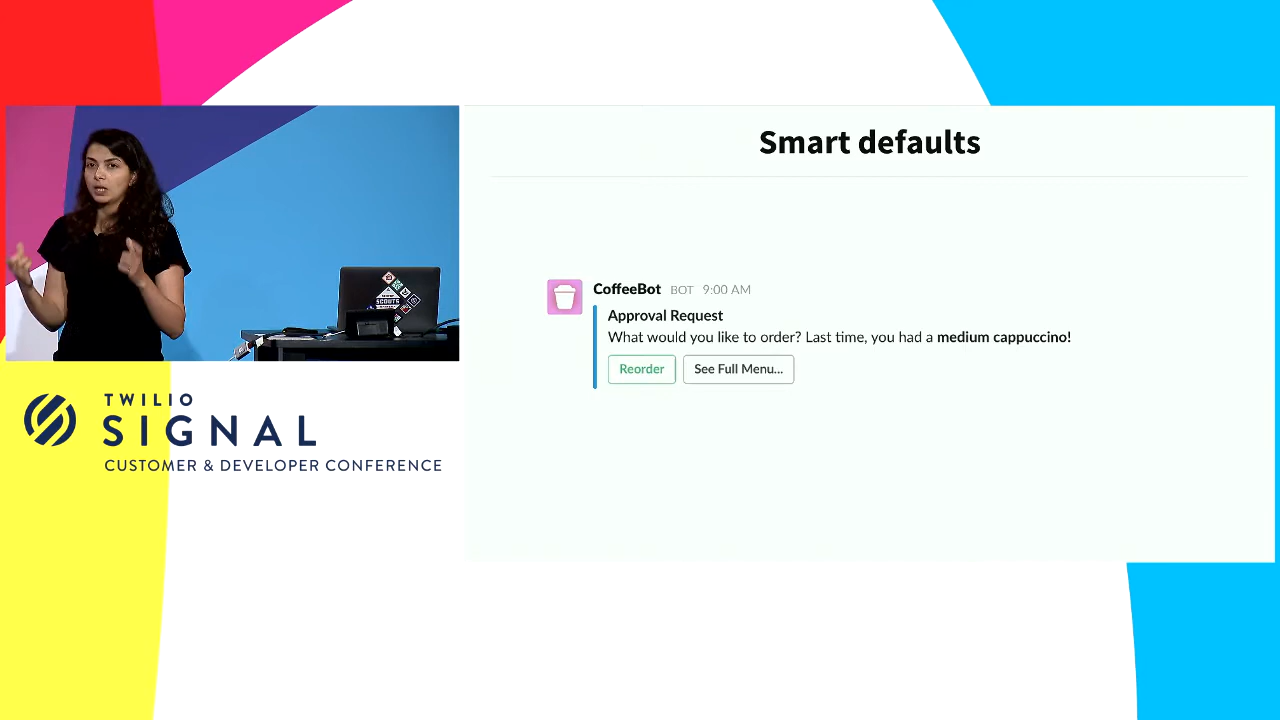 Smart defaults
CoffeeBot BOT 9:00 AM
Approval Request
What would you like to order? Last time, you had a medium cappuccino!
Reorder See Full Menu...
TWILIO
SIGNAL
CUSTOMER & DEVELOPER CONFERENCE
SCOUTS